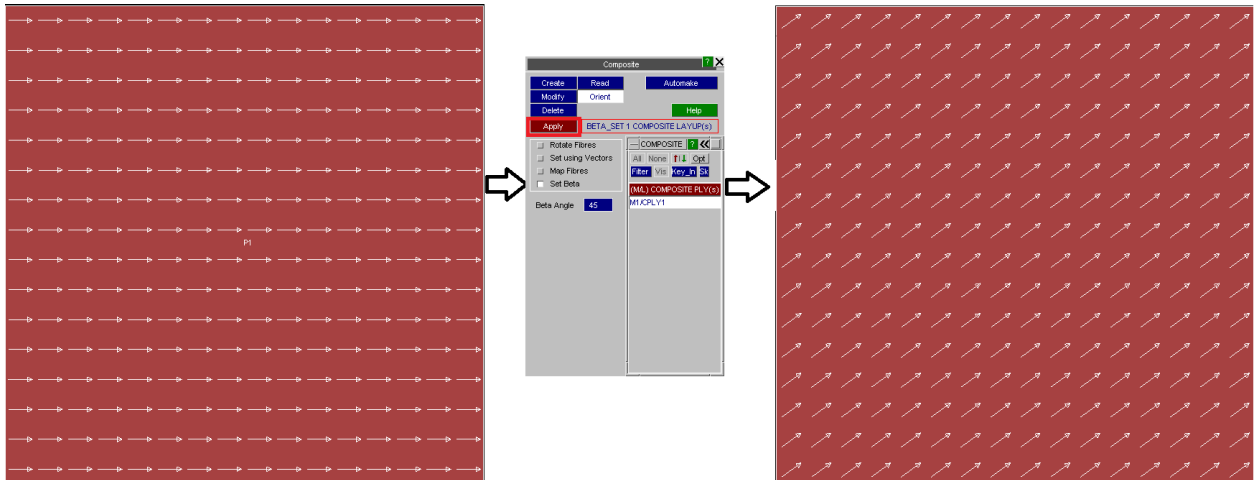 P1
Composite ? X
Create Read Automake
Modify Orient
Delete Help
Apply BETA_SET 1 COMPOSITE LAYUP(s)
Rotate Fibres
Set using Vectors
Map Fibres
Set Beta
Beta Angle 45
COMPOSITE ?
All None Opt
Filter Vis Key_In Sk
(M/L) COMPOSITE PLY(s)
M1/CPLY1